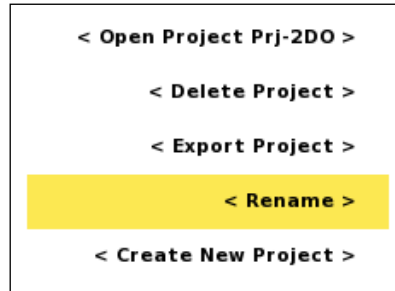 < Open Project Prj-2DO >
< Delete Project >
< Export Project >
< Rename >
< Create New Project >